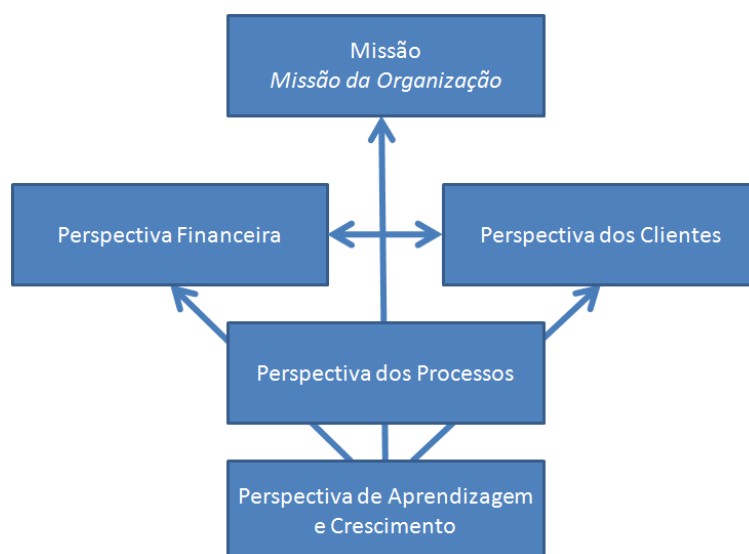 Missão
Missão da Organização
Perspectiva Financeira
Perspectiva dos Clientes
Perspectiva dos Processos
Perspectiva de Aprendizagem
e Crescimento